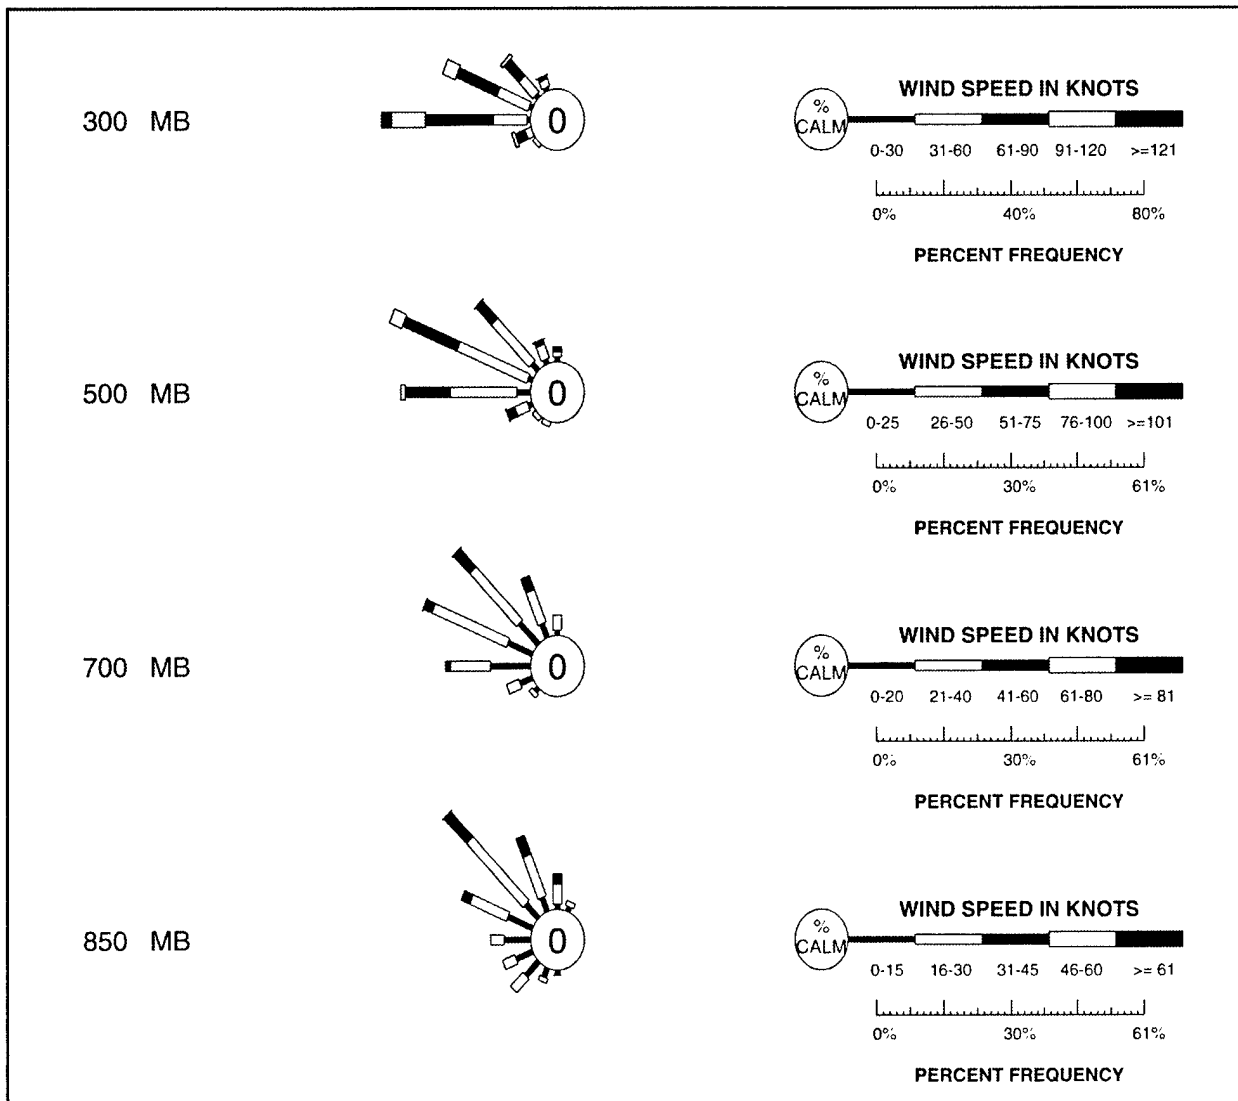 300 MB
0
WIND SPEED IN KNOTS
%
CALM
0-30 31-60 61-90 91-120 >=121
0% 40% 80%
PERCENT FREQUENCY
500 MB
0
WIND SPEED IN KNOTS
%
CALM
0-25 26-50 51-75 76-100 >=101
0% 30% 61%
PERCENT FREQUENCY
700 MB
0
WIND SPEED IN KNOTS
%
CALM
0-20 21-40 41-60 61-80 >= 81
0% 30% 61%
PERCENT FREQUENCY
850 MB
0
WIND SPEED IN KNOTS
%
CALM
0-15 16-30 31-45 46-60 >= 61
0% 30% 61%
PERCENT FREQUENCY